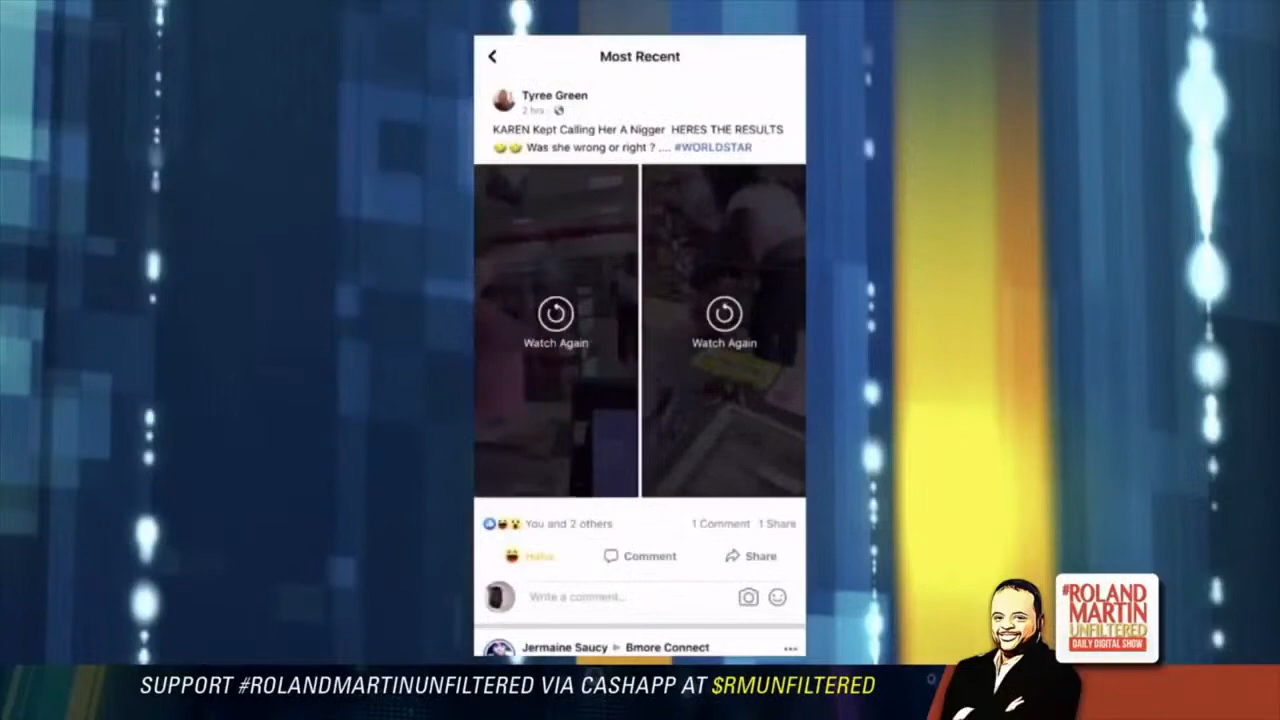 Most Recent
Tyree Green
2 hrs
KAREN Kept Calling Her A Nigger HERES THE RESULTS
Was she wrong or right ? .... #WORLDSTAR
Watch Again
Watch Again
You and 2 others
1 Comment 1 Share
HaHa
Comment
Share
Write a comment...
Jermaine Saucy ▸ Bmore Connect
#ROLAND
MARTIN
UNFILTERED
DAILY DIGITAL SHOW
SUPPORT #ROLANDMARTINUNFILTERED VIA CASHAPP AT $RMUNFILTERED